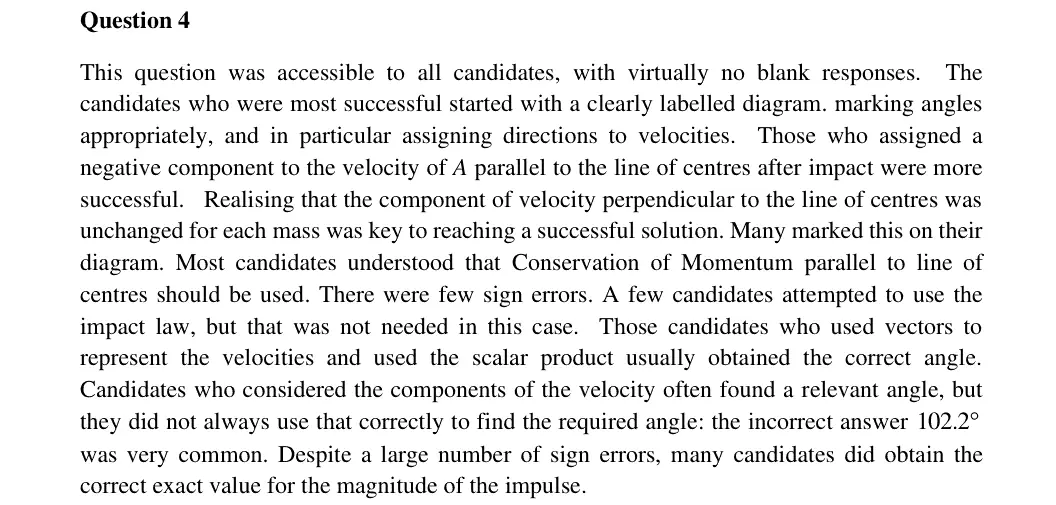 Question 4
This question was accessible to all candidates, with virtually no blank responses. The
candidates who were most successful started with a clearly labelled diagram. marking angles
appropriately, and in particular assigning directions to velocities. Those who assigned a
negative component to the velocity of A parallel to the line of centres after impact were more
successful. Realising that the component of velocity perpendicular to the line of centres was
unchanged for each mass was key to reaching a successful solution. Many marked this on their
diagram. Most candidates understood that Conservation of Momentum parallel to line of
centres should be used. There were few sign errors. A few candidates attempted to use the
impact law, but that was not needed in this case. Those candidates who used vectors to
represent the velocities and used the scalar product usually obtained the correct angle.
Candidates who considered the components of the velocity often found a relevant angle, but
they did not always use that correctly to find the required angle: the incorrect answer 102.2°
was very common. Despite a large number of sign errors, many candidates did obtain the
correct exact value for the magnitude of the impulse.